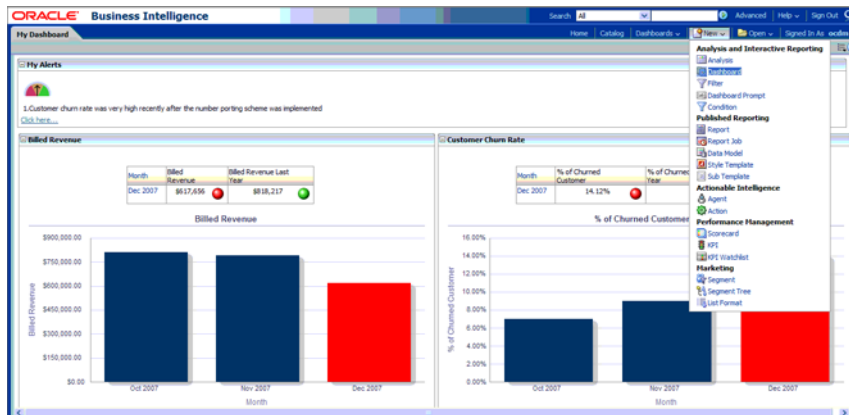 ORACLE Business Intelligence
Search All Advanced Help Sign Out
My Dashboard
Home Catalog Dashboards New Open Signed In As ocdm
My Alerts
1.Customer churn rate was very high recently after the number porting scheme was implemented
Click here...
Analysis and Interactive Reporting
Analysis
Dashboard
Filter
Dashboard Prompt
Condition
Published Reporting
Report
Report Job
Data Model
Style Template
Sub Template
Actionable Intelligence
Agent
Action
Performance Management
Scorecard
KPI
KPI Watchlist
Marketing
Segment
Segment Tree
List Format
Billed Revenue
Month Billed Revenue Billed Revenue Last Year
Dec 2007 $617,656 $818,217
Billed Revenue
$900,000.00
$750,000.00
$600,000.00
$450,000.00
$300,000.00
$150,000.00
$0.00
Billed Revenue
Oct 2007 Nov 2007 Dec 2007
Month
Customer Churn Rate
Month % of Churned Customer % of Churned Year
Dec 2007 14.12%
% of Churned Customer
16.00%
14.00%
12.00%
10.00%
8.00%
6.00%
4.00%
2.00%
0.00%
% of Churned Customer
Oct 2007 Nov 2007 Dec 2007
Month